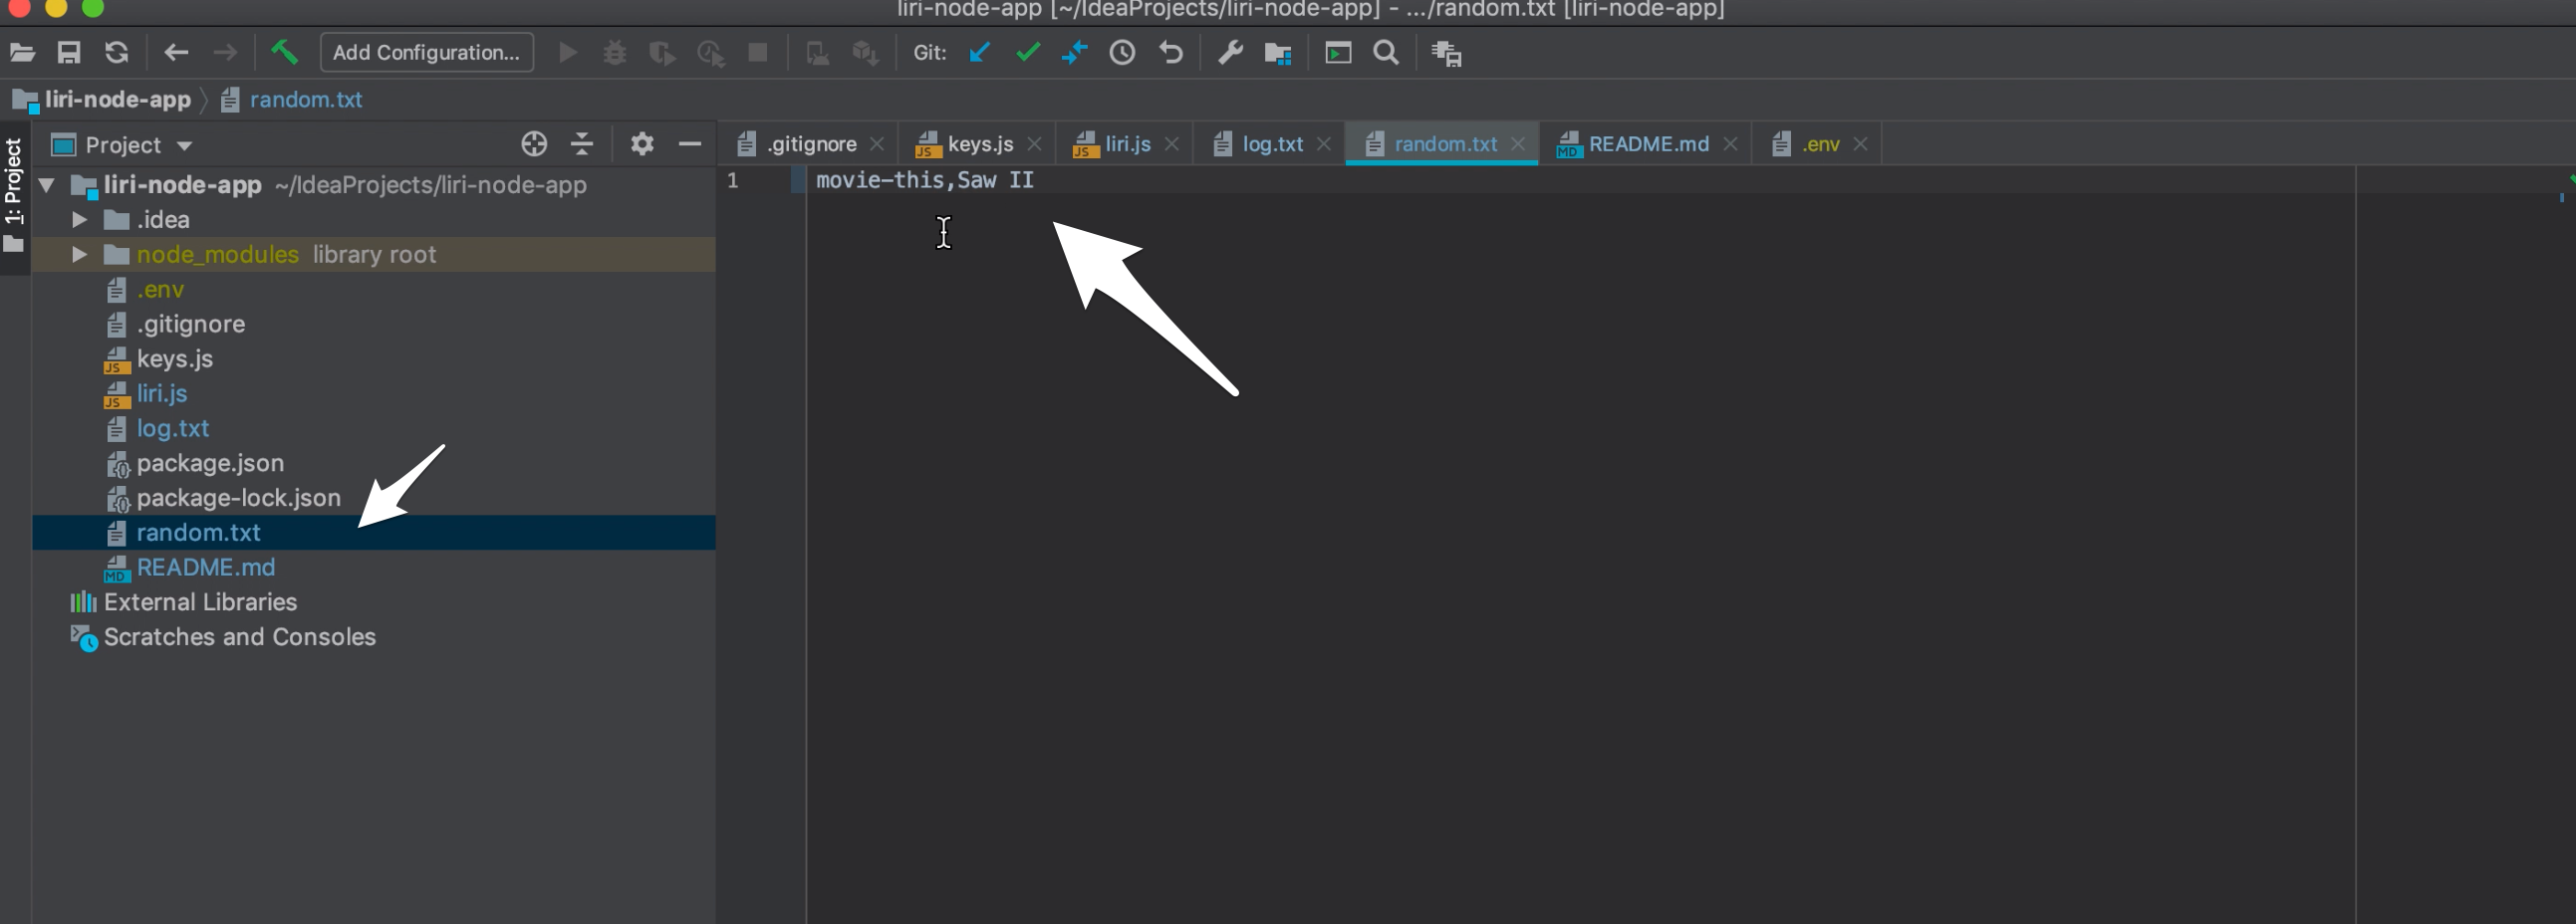 liri-node-app [~/IdeaProjects/liri-node-app] - .../random.txt [liri-node-app]
Add Configuration...
Git:
liri-node-app
random.txt
1: Project
Project
.gitignore
keys.js
liri.js
log.txt
random.txt
README.md
.env
liri-node-app ~/IdeaProjects/liri-node-app
.idea
node_modules library root
.env
.gitignore
keys.js
liri.js
log.txt
package.json
package-lock.json
random.txt
README.md
External Libraries
Scratches and Consoles
1 movie-this,Saw II